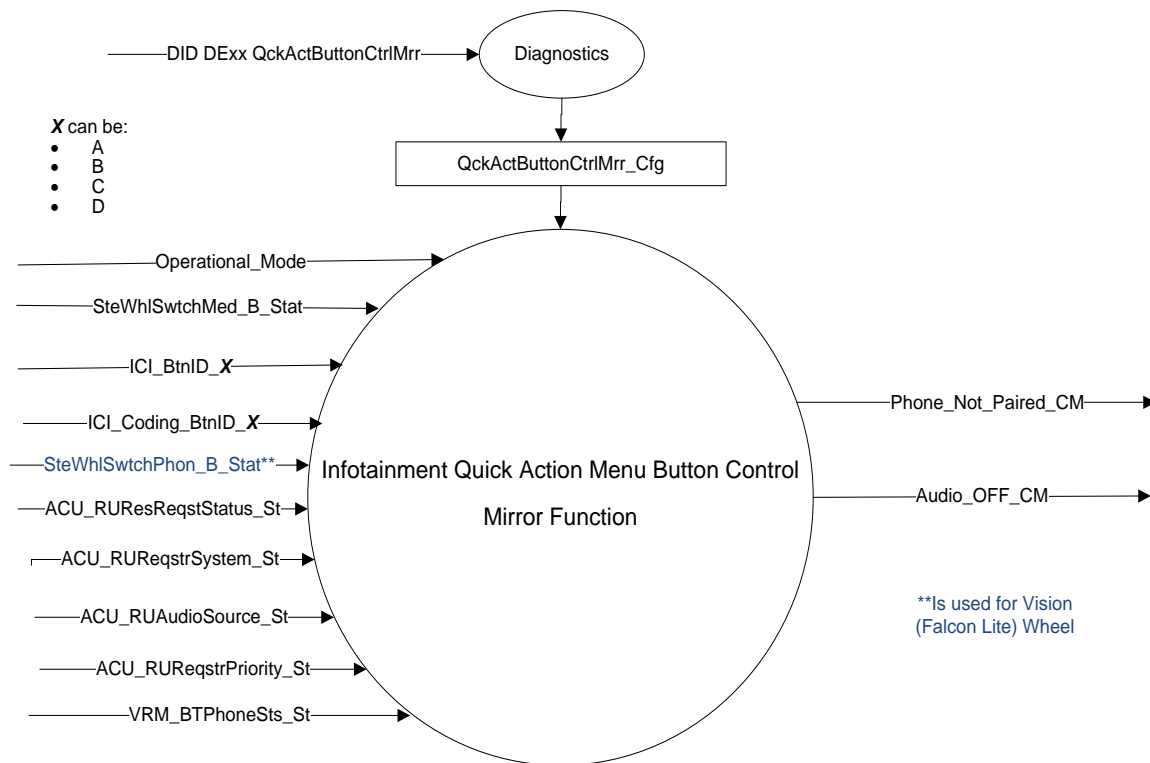 DID DExx QckActButtonCtrlMrr
Diagnostics
X can be:
• A
• B
• C
• D
QckActButtonCtrlMrr_Cfg
Operational_Mode
SteWhlSwtchMed_B_Stat
ICI_BtnID_X
ICI_Coding_BtnID_X
SteWhlSwtchPhon_B_Stat**
ACU_RUResReqstStatus_St
ACU_RUReqstrSystem_St
ACU_RUAudioSource_St
ACU_RUReqstrPriority_St
VRM_BTPhoneSts_St
Infotainment Quick Action Menu Button Control
Mirror Function
Phone_Not_Paired_CM
Audio_OFF_CM
**Is used for Vision
(Falcon Lite) Wheel